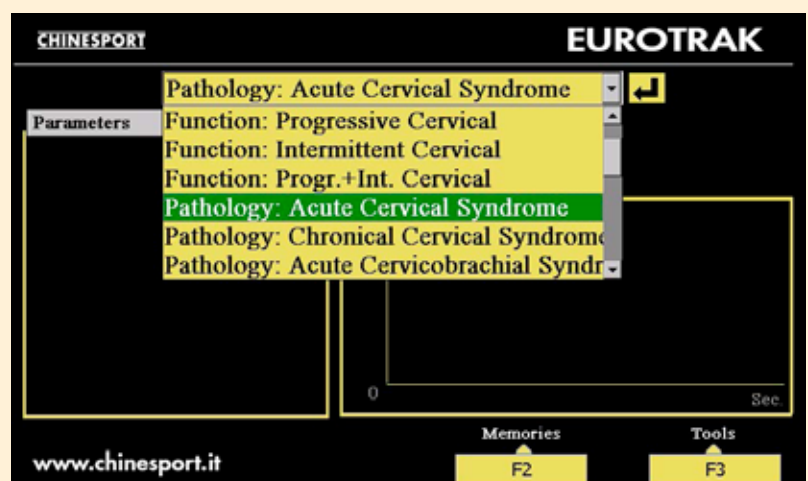 CHINESPORT
EUROTRAK
Pathology: Acute Cervical Syndrome
Parameters
Function: Progressive Cervical
Function: Intermittent Cervical
Function: Progr.+Int. Cervical
Pathology: Acute Cervical Syndrome
Pathology: Chronical Cervical Syndrome
Pathology: Acute Cervicobrachial Syndr
0
Sec.
Memories
Tools
www.chinesport.it
F2
F3